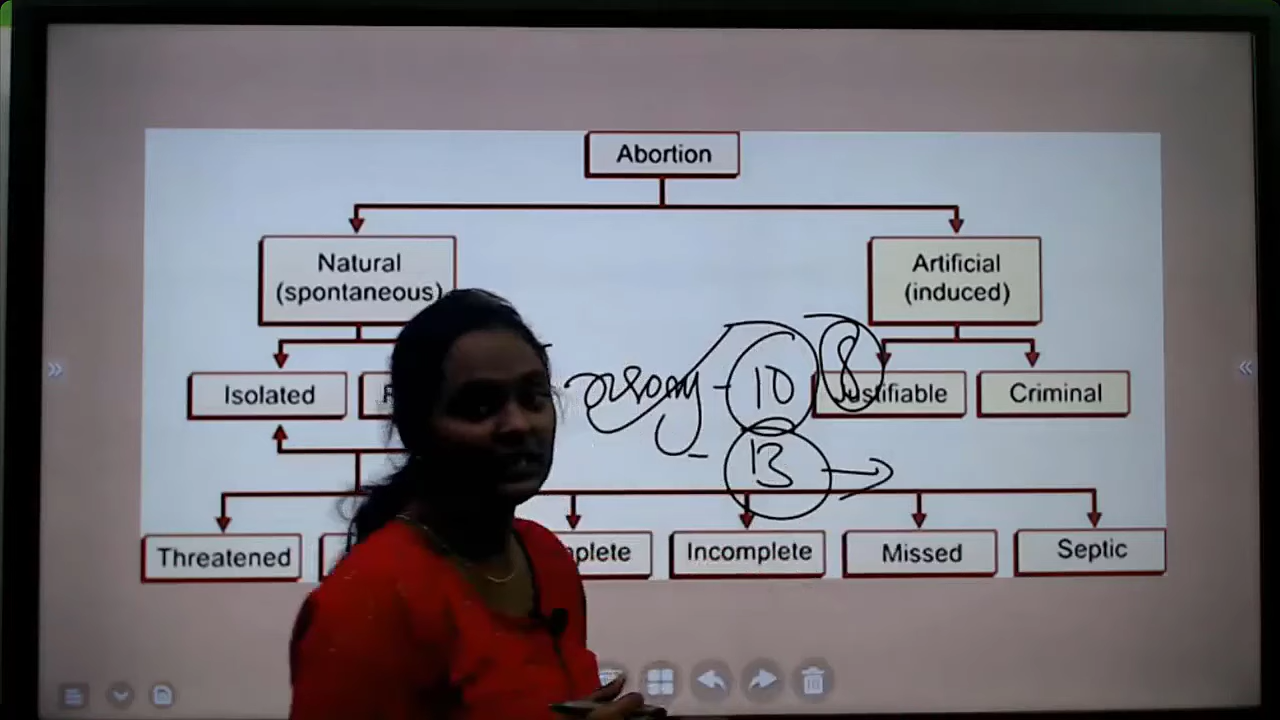 Abortion
Natural
(spontaneous)
Artificial
(induced)
Isolated
10
8
Justifiable
Criminal
13
Threatened
Incomplete
Missed
Septic